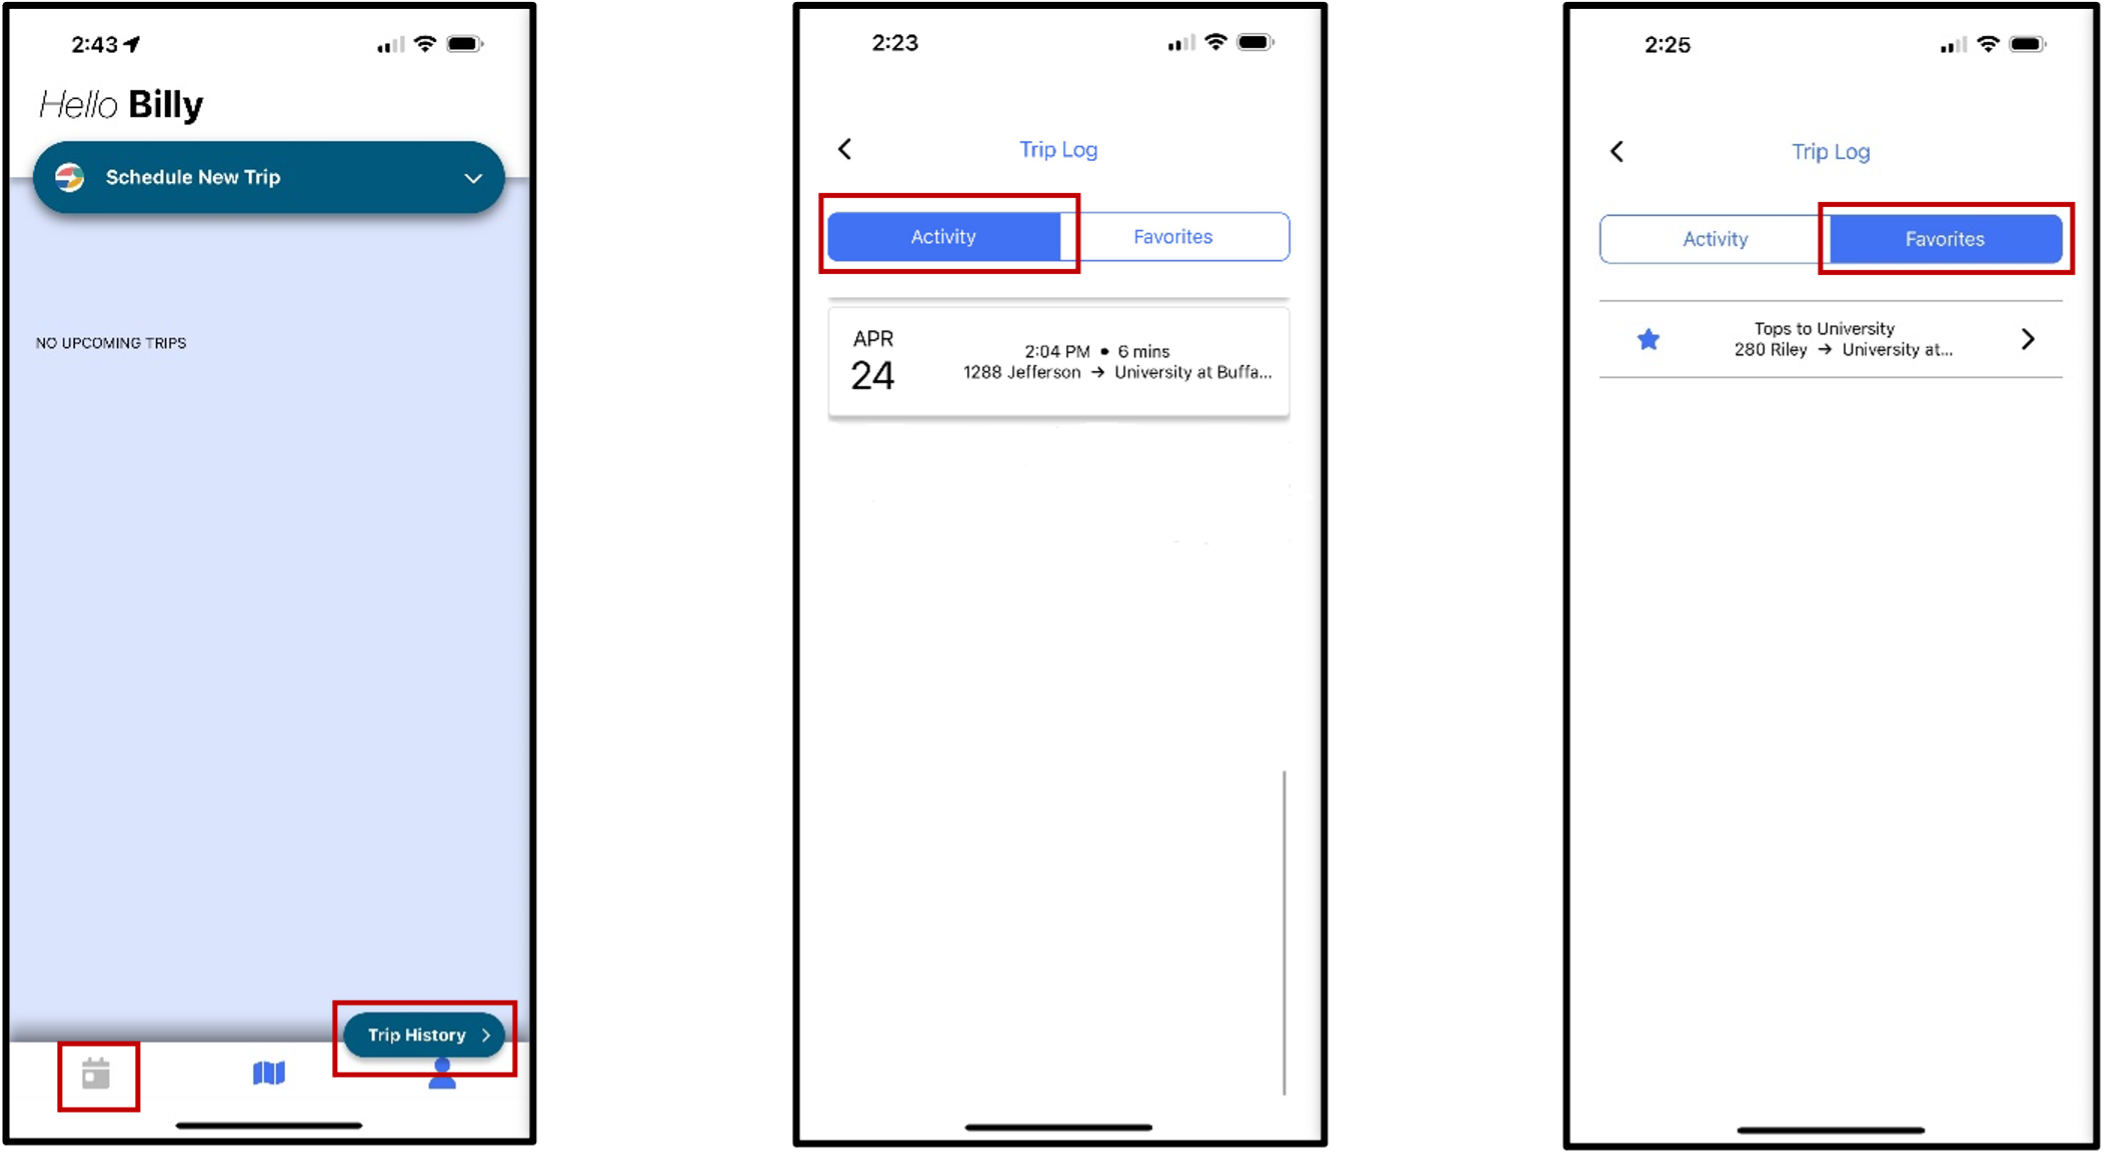 2:43
Hello Billy
Schedule New Trip
NO UPCOMING TRIPS
Trip History
2:23
Trip Log
Activity
Favorites
APR
24
2:04 PM • 6 mins
1288 Jefferson → University at Buffa...
2:25
Trip Log
Activity
Favorites
Tops to University
280 Riley → University at...